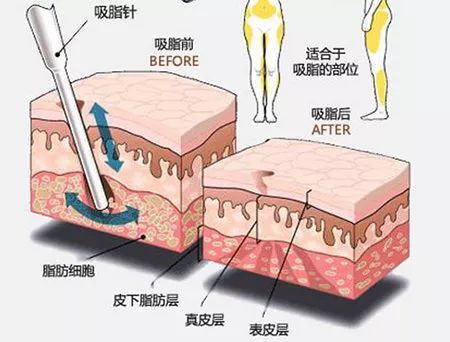 吸脂针
吸脂前
BEFORE
适合于
吸脂的部位
吸脂后
AFTER
脂肪细胞
皮下脂肪层
真皮层
表皮层